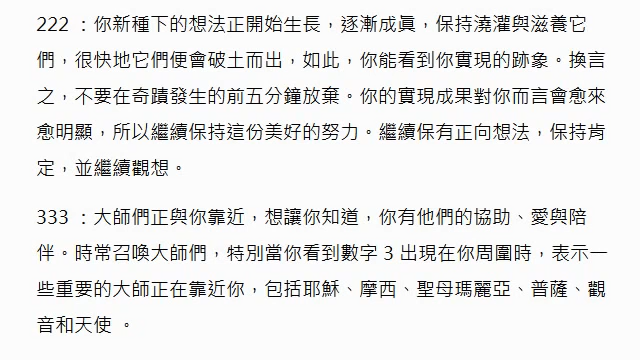 222 ：你新種下的想法正開始生長，逐漸成真，保持澆灌與滋養它
們，很快地它們便會破土而出，如此，你能看到你實現的跡象。換言
之，不要在奇蹟發生的前五分鐘放棄。你的實現成果對你而言會愈來
愈明顯，所以繼續保持這份美好的努力。繼續保有正向想法，保持肯
定，並繼續觀想。
333 ：大師們正與你靠近，想讓你知道，你有他們的協助、愛與陪
伴。時常召喚大師們，特別當你看到數字 3 出現在你周圍時，表示一
些重要的大師正在靠近你，包括耶穌、摩西、聖母瑪麗亞、普薩、觀
音和天使 。